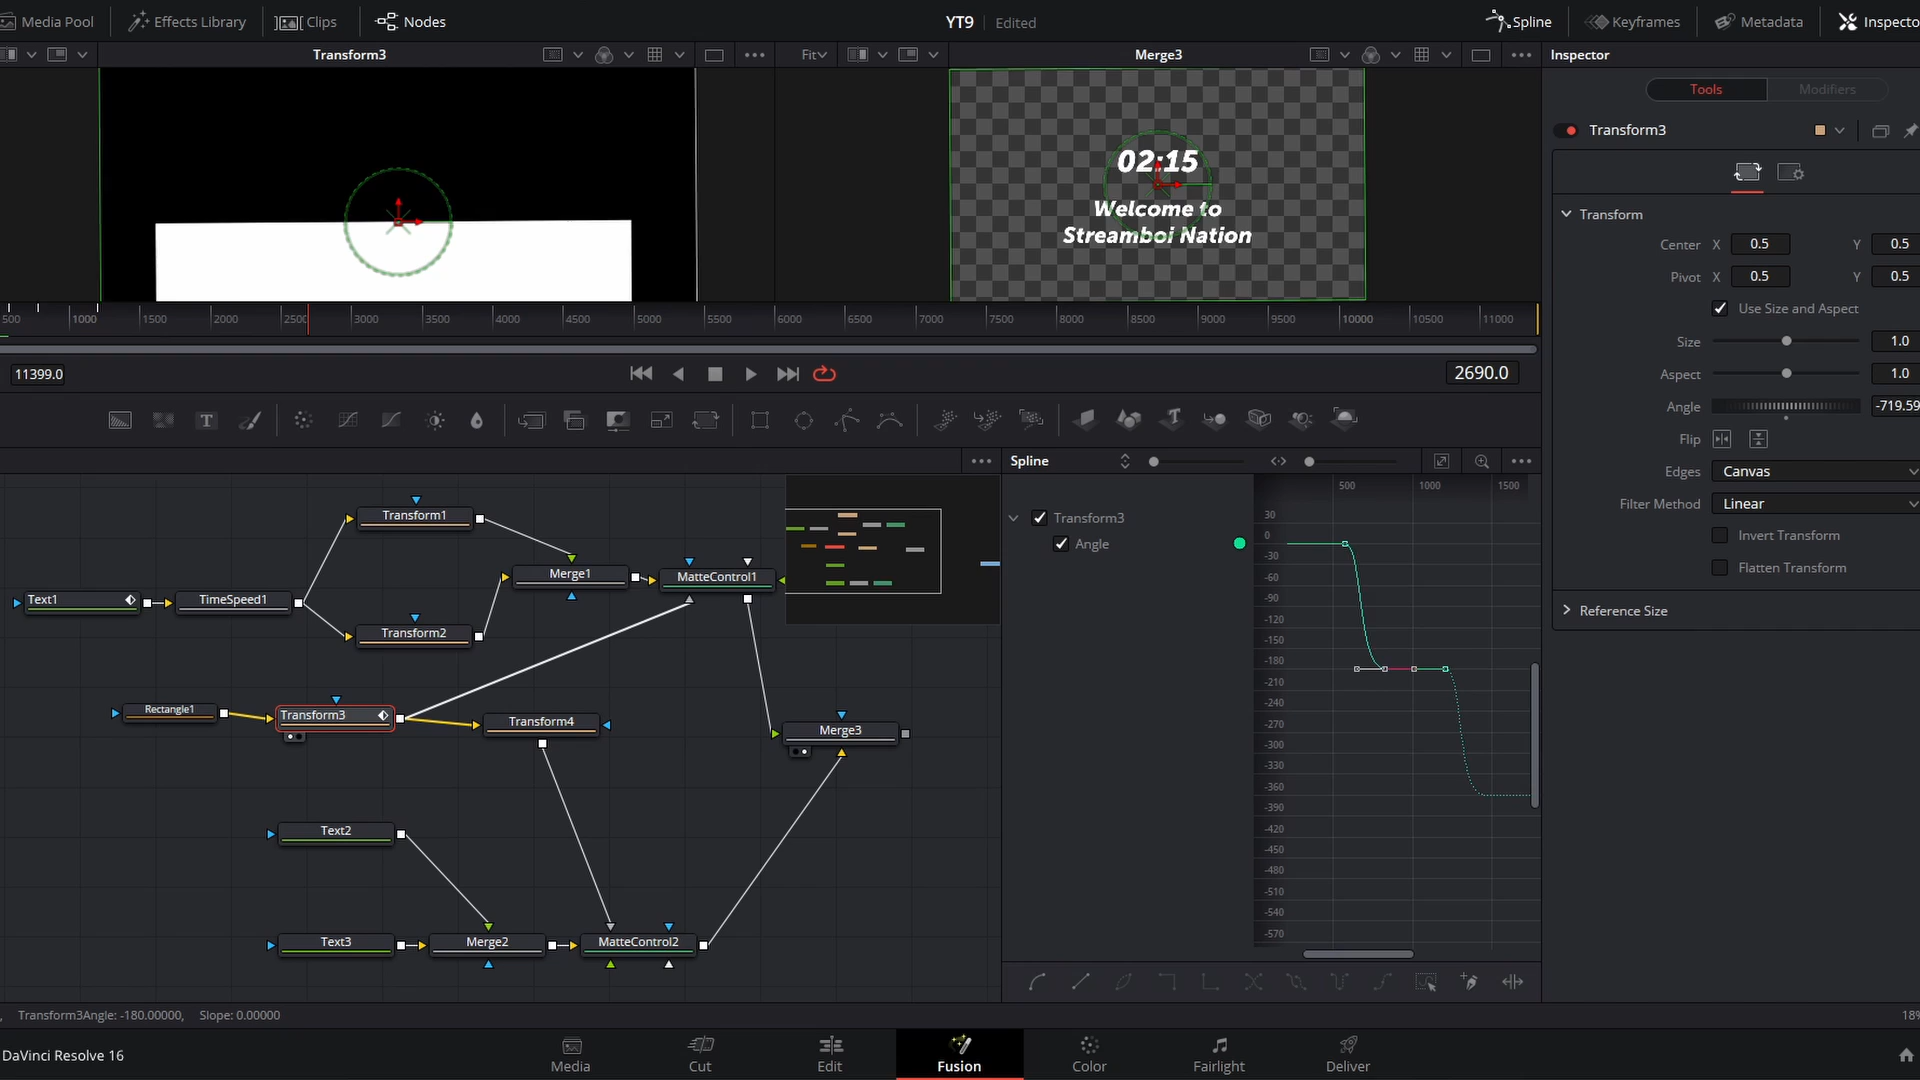 Media Pool
Effects Library
Clips
Nodes
YT9
Edited
Spline
Keyframes
Metadata
Inspecto
Transform3
Fit
Merge3
Inspector
Tools
Modifiers
Transform3
02:15
Welcome to
Streamboi Nation
Transform
Center X 0.5 Y 0.5
Pivot X 0.5 Y 0.5
Use Size and Aspect
Size 1.0
Aspect 1.0
Angle -719.59
Flip
Edges Canvas
Filter Method Linear
Invert Transform
Flatten Transform
Reference Size
500 1000 1500 2000 2500 3000 3500 4000 4500 5000 5500 6000 6500 7000 7500 8000 8500 9000 9500 10000 10500 11000
11399.0
2690.0
T
Spline
Transform3
Angle
500 1000 1500
30
0
-30
-60
-90
-120
-150
-180
-210
-240
-270
-300
-330
-360
-390
-420
-450
-480
-510
-540
-570
Transform1
Merge1
MatteControl1
Text1
TimeSpeed1
Transform2
Rectangle1
Transform3
Transform4
Merge3
Text2
Text3
Merge2
MatteControl2
, Transform3Angle: -180.00000, Slope: 0.00000
18%
DaVinci Resolve 16
Media
Cut
Edit
Fusion
Color
Fairlight
Deliver